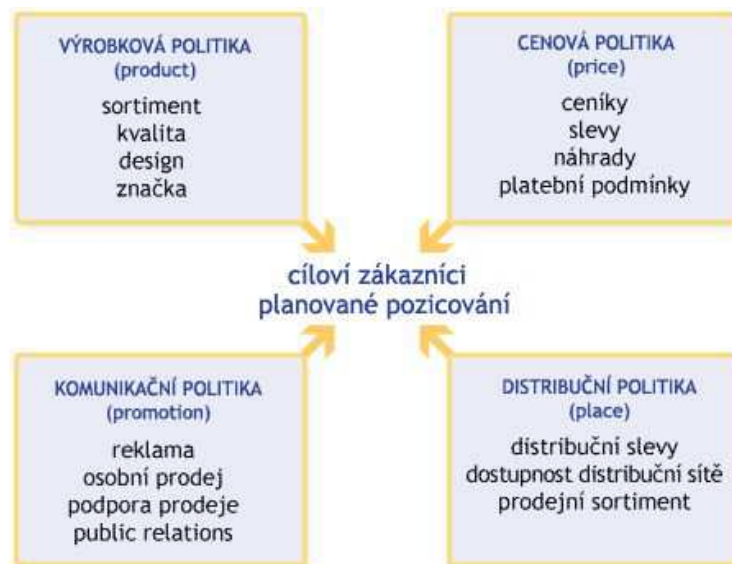 VÝROBKOVÁ POLITIKA
(product)
sortiment
kvalita
design
značka
CENOVÁ POLITIKA
(price)
ceníky
slevy
náhrady
platební podmínky
cíloví zákazníci
planované pozicování
KOMUNIKAČNÍ POLITIKA
(promotion)
reklama
osobní prodej
podpora prodeje
public relations
DISTRIBUČNÍ POLITIKA
(place)
distribuční slevy
dostupnost distribuční sítě
prodejní sortiment